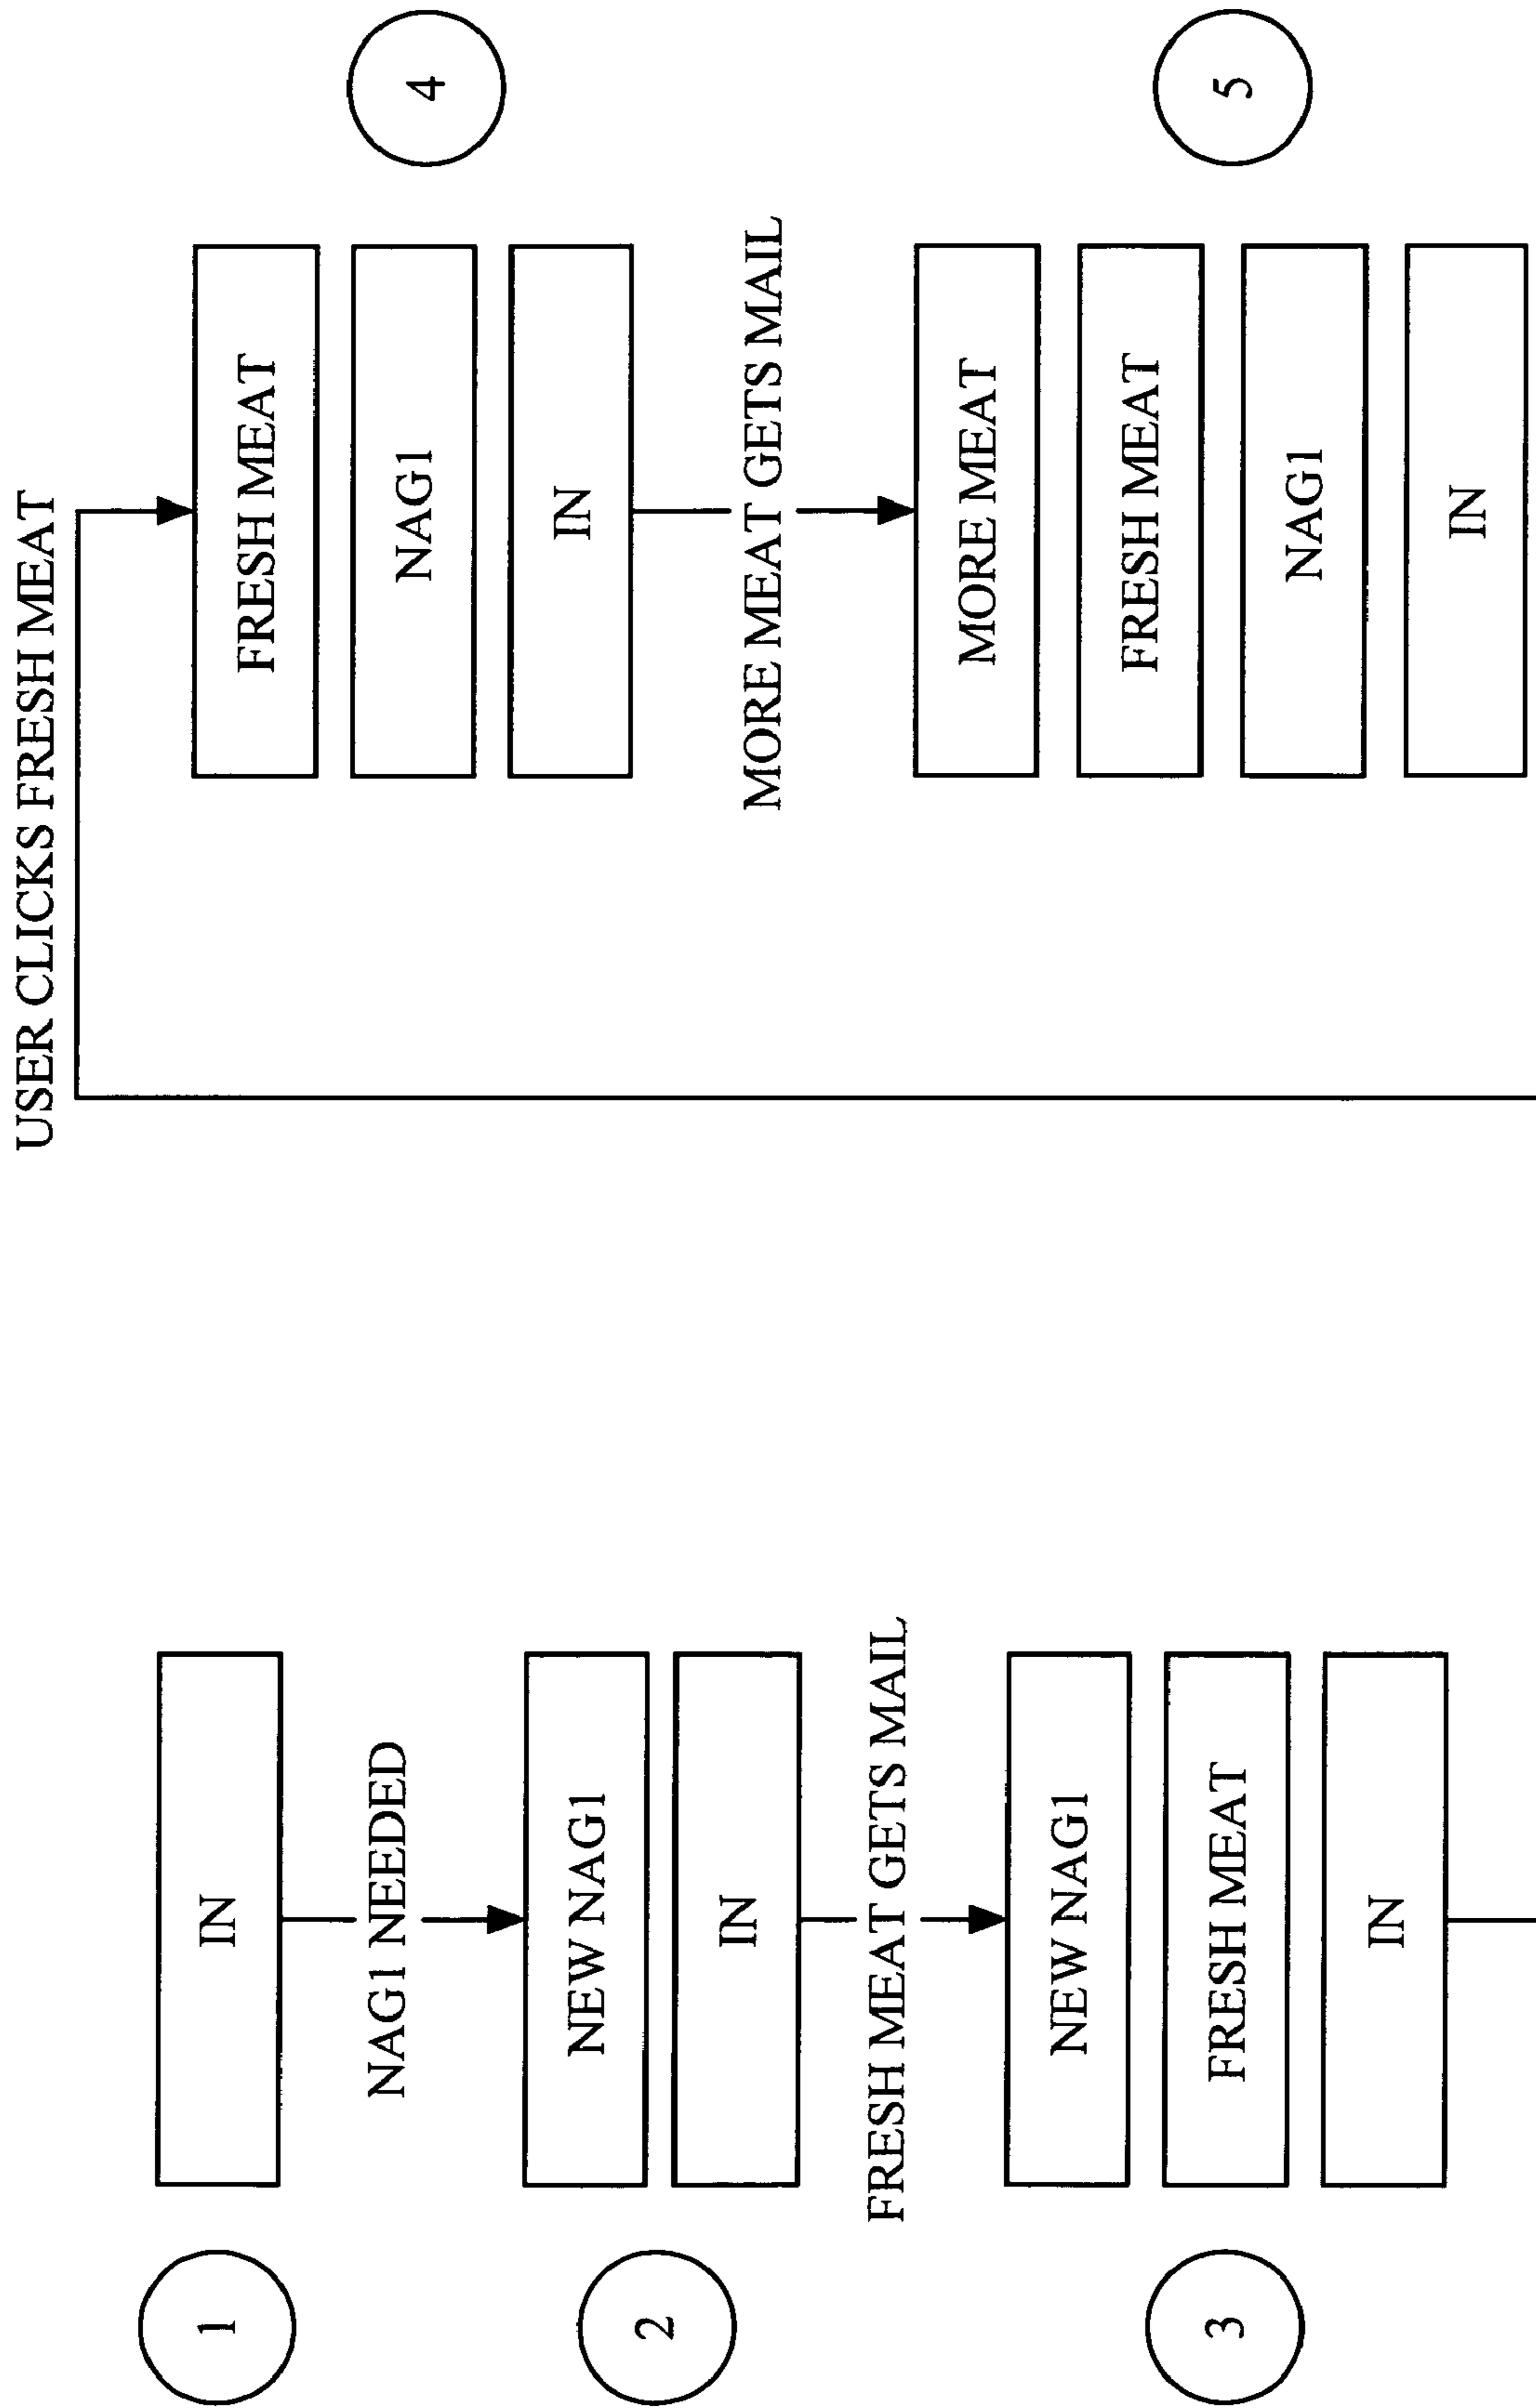 1
IN
NAG1 NEEDED
2
NEW NAG1
IN
FRESH MEAT GETS MAIL
3
NEW NAG1
FRESH MEAT
IN
USER CLICKS FRESH MEAT
4
FRESH MEAT
NAG1
IN
MORE MEAT GETS MAIL
5
MORE MEAT
FRESH MEAT
NAG1
IN